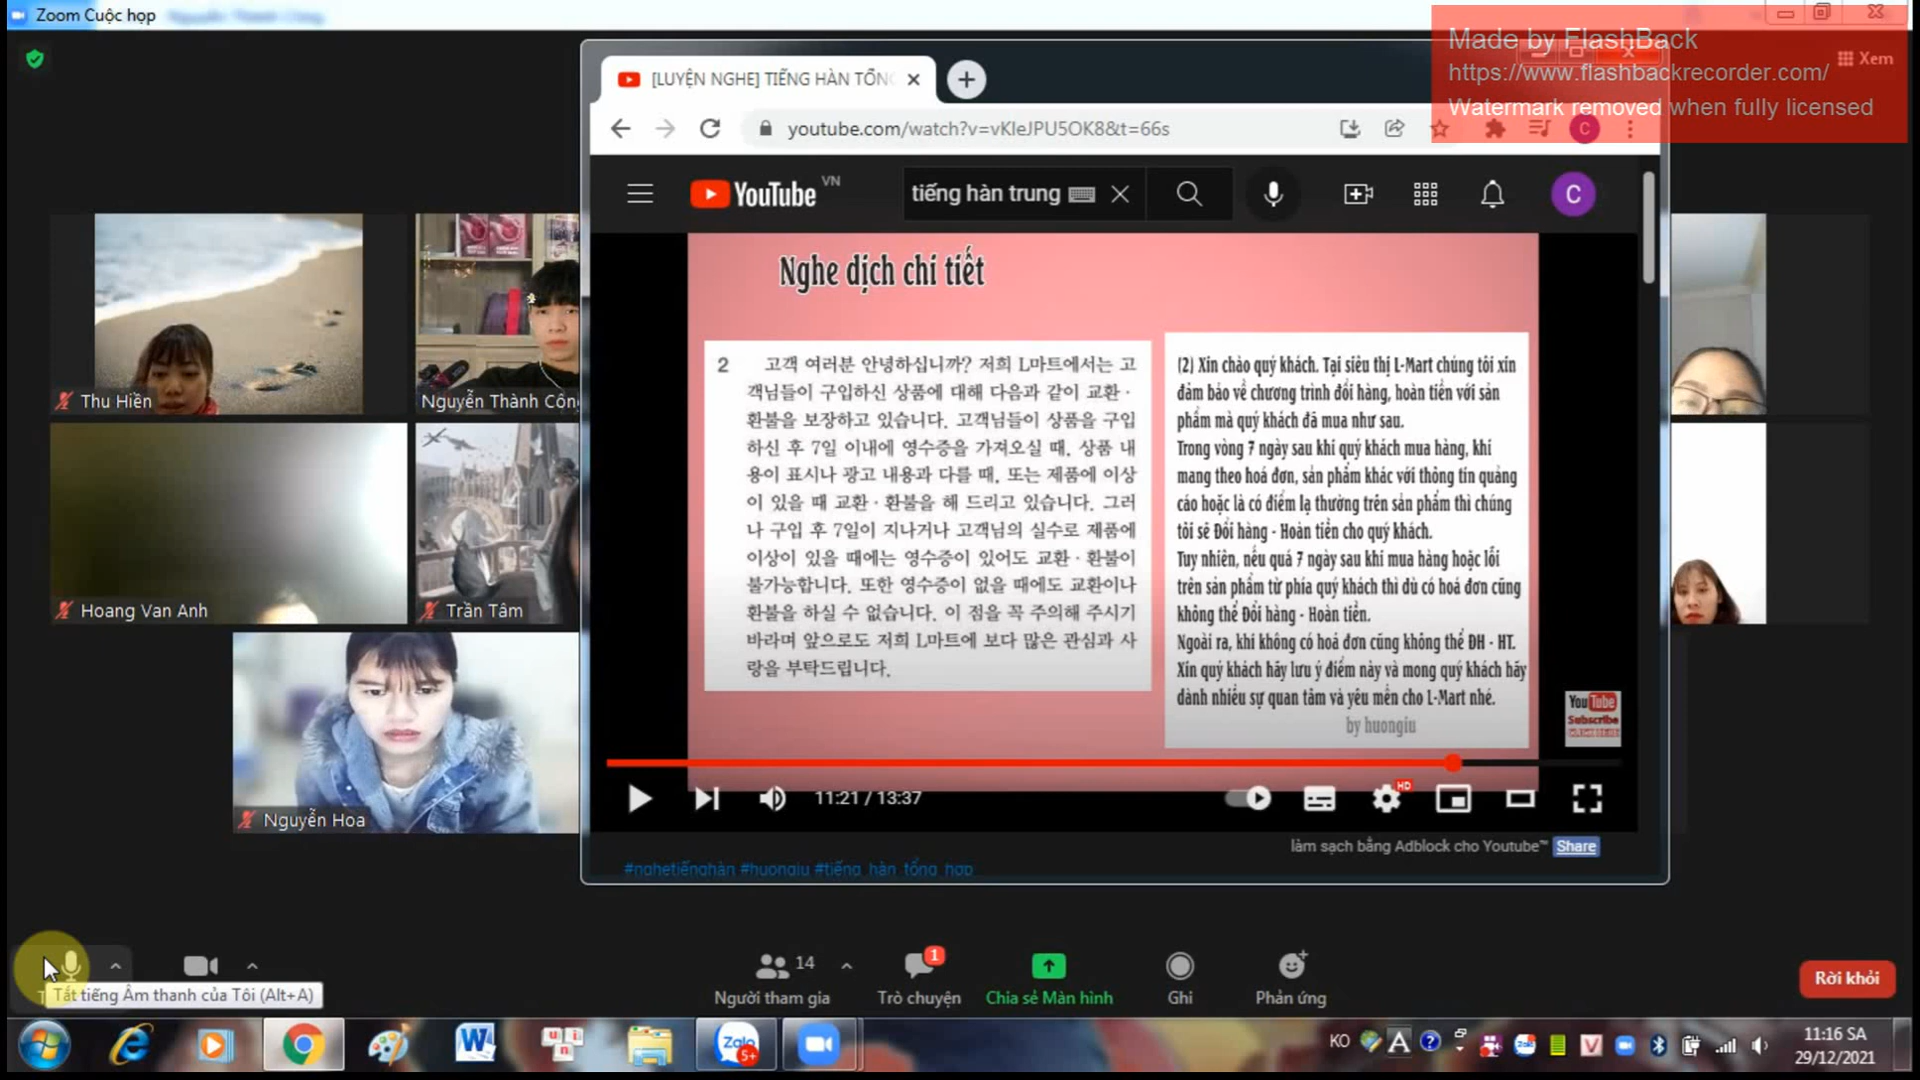 Zoom Cuộc họp
Made by FlashBack
https://www.flashbackrecorder.com/
Watermark removed when fully licensed
Xem
[LUYỆN NGHE] TIẾNG HÀN TỔNG
youtube.com/watch?v=vKleJPU5OK8&t=66s
YouTube VN
tiếng hàn trung
C
Nghe dịch chi tiết
2 고객 여러분 안녕하십니까? 저희 L마트에서는 고
객님들이 구입하신 상품에 대해 다음과 같이 교환·
환불을 보장하고 있습니다. 고객님들이 상품을 구입
하신 후 7일 이내에 영수증을 가져오실 때, 상품 내
용이 표시나 광고 내용과 다를 때, 또는 제품에 이상
이 있을 때 교환·환불을 해 드리고 있습니다. 그러
나 구입 후 7일이 지나거나 고객님의 실수로 제품에
이상이 있을 때에는 영수증이 있어도 교환·환불이
불가능합니다. 또한 영수증이 없을 때에도 교환이나
환불을 하실 수 없습니다. 이 점을 꼭 주의해 주시기
바라며 앞으로도 저희 L마트에 보다 많은 관심과 사
랑을 부탁드립니다.
(2) Xin chào quý khách. Tại siêu thị L-Mart chúng tôi xin
đảm bảo về chương trình đổi hàng, hoàn tiền với sản
phẩm mà quý khách đã mua như sau.
Trong vòng 7 ngày sau khi quý khách mua hàng, khi
mang theo hoá đơn, sản phẩm khác với thông tin quảng
cáo hoặc là có điểm lạ thường trên sản phẩm thì chúng
tôi sẽ Đổi hàng - Hoàn tiền cho quý khách.
Tuy nhiên, nếu quá 7 ngày sau khi mua hàng hoặc lỗi
trên sản phẩm từ phía quý khách thì dù có hoá đơn cũng
không thể Đổi hàng - Hoàn tiền.
Ngoài ra, khi không có hoá đơn cũng không thể ĐH - HT.
Xin quý khách hãy lưu ý điểm này và mong quý khách hãy
dành nhiều sự quan tâm và yêu mến cho L-Mart nhé.
by huongiu
You Tube
Subscribe
CLICK HERE
11:21 / 13:37
HD
làm sạch bằng Adblock cho Youtube™ Share
#nghetiếnghàn #huongiu #tiếng_hàn_tổng_hợp
Thu Hiền
Nguyễn Thành Công
Hoang Van Anh
Trần Tâm
Nguyễn Hoa
Tắt tiếng Âm thanh của Tôi (Alt+A)
14
Người tham gia
1
Trò chuyện
Chia sẻ Màn hình
Ghi
Phản ứng
Rời khỏi
Zalo
5+
KO
11:16 SA
29/12/2021